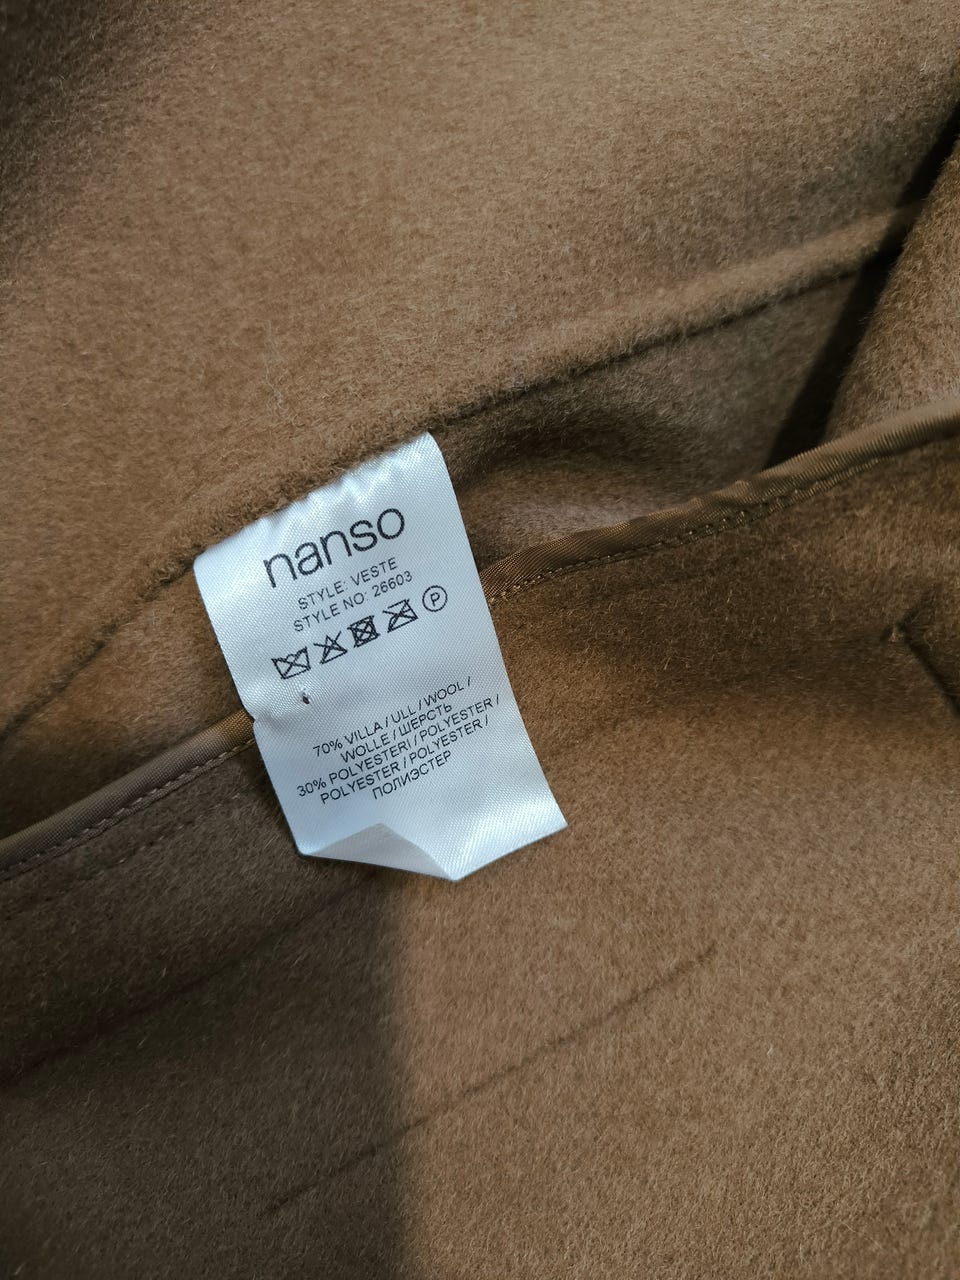 nanso
STYLE: VESTE
STYLE NO: 26603
P
70% VILLA / ULL / WOOL /
WOLLE / ШЕРСТЬ
30% POLYESTERI / POLYESTER /
POLYESTER / POLYESTER /
ПОЛИЭСТЕР